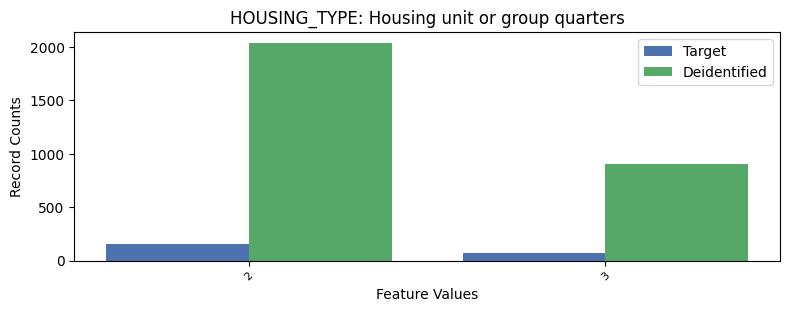 HOUSING_TYPE: Housing unit or group quarters
Target
Deidentified
2000
1500
1000
500
0
Record Counts
2
3
Feature Values